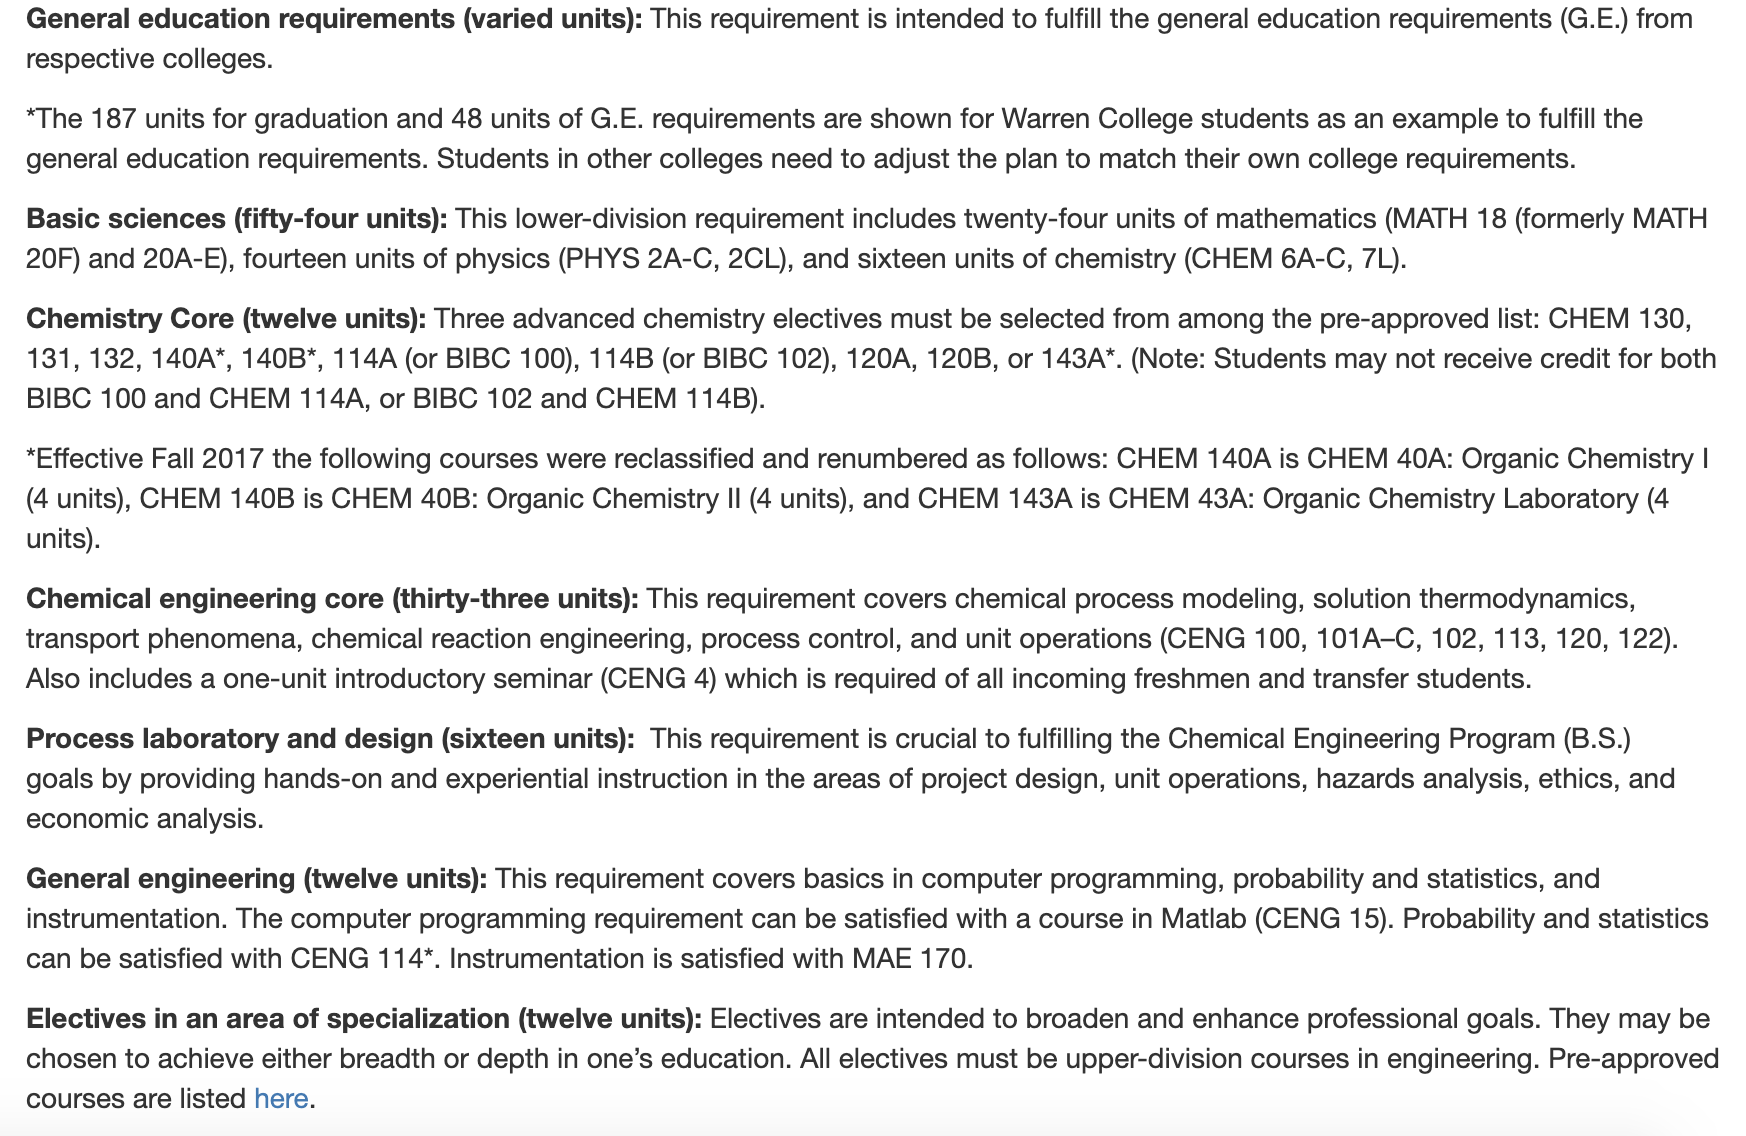 General education requirements (varied units): This requirement is intended to fulfill the general education requirements (G.E.) from
respective colleges.
*The 187 units for graduation and 48 units of G.E. requirements are shown for Warren College students as an example to fulfill the
general education requirements. Students in other colleges need to adjust the plan to match their own college requirements.
Basic sciences (fifty-four units): This lower-division requirement includes twenty-four units of mathematics (MATH 18 (formerly MATH
20F) and 20A-E), fourteen units of physics (PHYS 2A-C, 2CL), and sixteen units of chemistry (CHEM 6A-C, 7L).
Chemistry Core (twelve units): Three advanced chemistry electives must be selected from among the pre-approved list: CHEM 130,
131, 132, 140A*, 140B*, 114A (or BIBC 100), 114B (or BIBC 102), 120A, 120B, or 143A*. (Note: Students may not receive credit for both
BIBC 100 and CHEM 114A, or BIBC 102 and CHEM 114B).
*Effective Fall 2017 the following courses were reclassified and renumbered as follows: CHEM 140A is CHEM 40A: Organic Chemistry I
(4 units), CHEM 140B is CHEM 40B: Organic Chemistry II (4 units), and CHEM 143A is CHEM 43A: Organic Chemistry Laboratory (4
units).
Chemical engineering core (thirty-three units): This requirement covers chemical process modeling, solution thermodynamics,
transport phenomena, chemical reaction engineering, process control, and unit operations (CENG 100, 101A–C, 102, 113, 120, 122).
Also includes a one-unit introductory seminar (CENG 4) which is required of all incoming freshmen and transfer students.
Process laboratory and design (sixteen units):  This requirement is crucial to fulfilling the Chemical Engineering Program (B.S.)
goals by providing hands-on and experiential instruction in the areas of project design, unit operations, hazards analysis, ethics, and
economic analysis.
General engineering (twelve units): This requirement covers basics in computer programming, probability and statistics, and
instrumentation. The computer programming requirement can be satisfied with a course in Matlab (CENG 15). Probability and statistics
can be satisfied with CENG 114*. Instrumentation is satisfied with MAE 170.
Electives in an area of specialization (twelve units): Electives are intended to broaden and enhance professional goals. They may be
chosen to achieve either breadth or depth in one’s education. All electives must be upper-division courses in engineering. Pre-approved
courses are listed here.